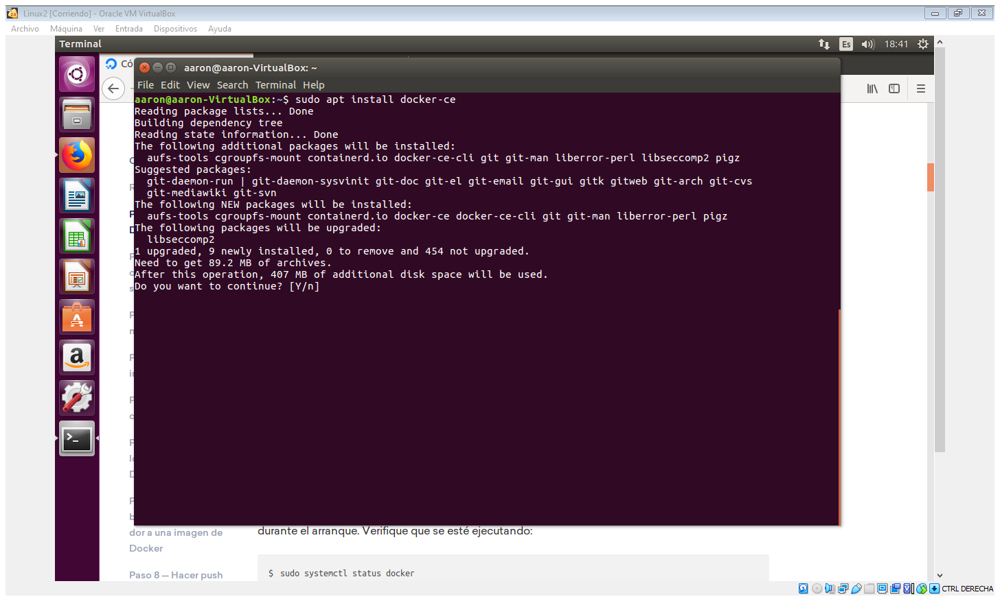 Linux2 [Corriendo] - Oracle VM VirtualBox
Archivo Máquina Ver Entrada Dispositivos Ayuda
Terminal Es 18:41
aaron@aaron-VirtualBox: ~
File Edit View Search Terminal Help
aaron@aaron-VirtualBox:~$ sudo apt install docker-ce
Reading package lists... Done
Building dependency tree
Reading state information... Done
The following additional packages will be installed:
aufs-tools cgroupfs-mount containerd.io docker-ce-cli git git-man liberror-perl libseccomp2 pigz
Suggested packages:
git-daemon-run | git-daemon-sysvinit git-doc git-el git-email git-gui gitk gitweb git-arch git-cvs
git-mediawiki git-svn
The following NEW packages will be installed:
aufs-tools cgroupfs-mount containerd.io docker-ce docker-ce-cli git git-man liberror-perl pigz
The following packages will be upgraded:
libseccomp2
1 upgraded, 9 newly installed, 0 to remove and 454 not upgraded.
Need to get 89.2 MB of archives.
After this operation, 407 MB of additional disk space will be used.
Do you want to continue? [Y/n]
durante el arranque. Verifique que se esté ejecutando:
dor a una imagen de
Docker
$ sudo systemctl status docker
Paso 8 — Hacer push
CTRL DERECHA